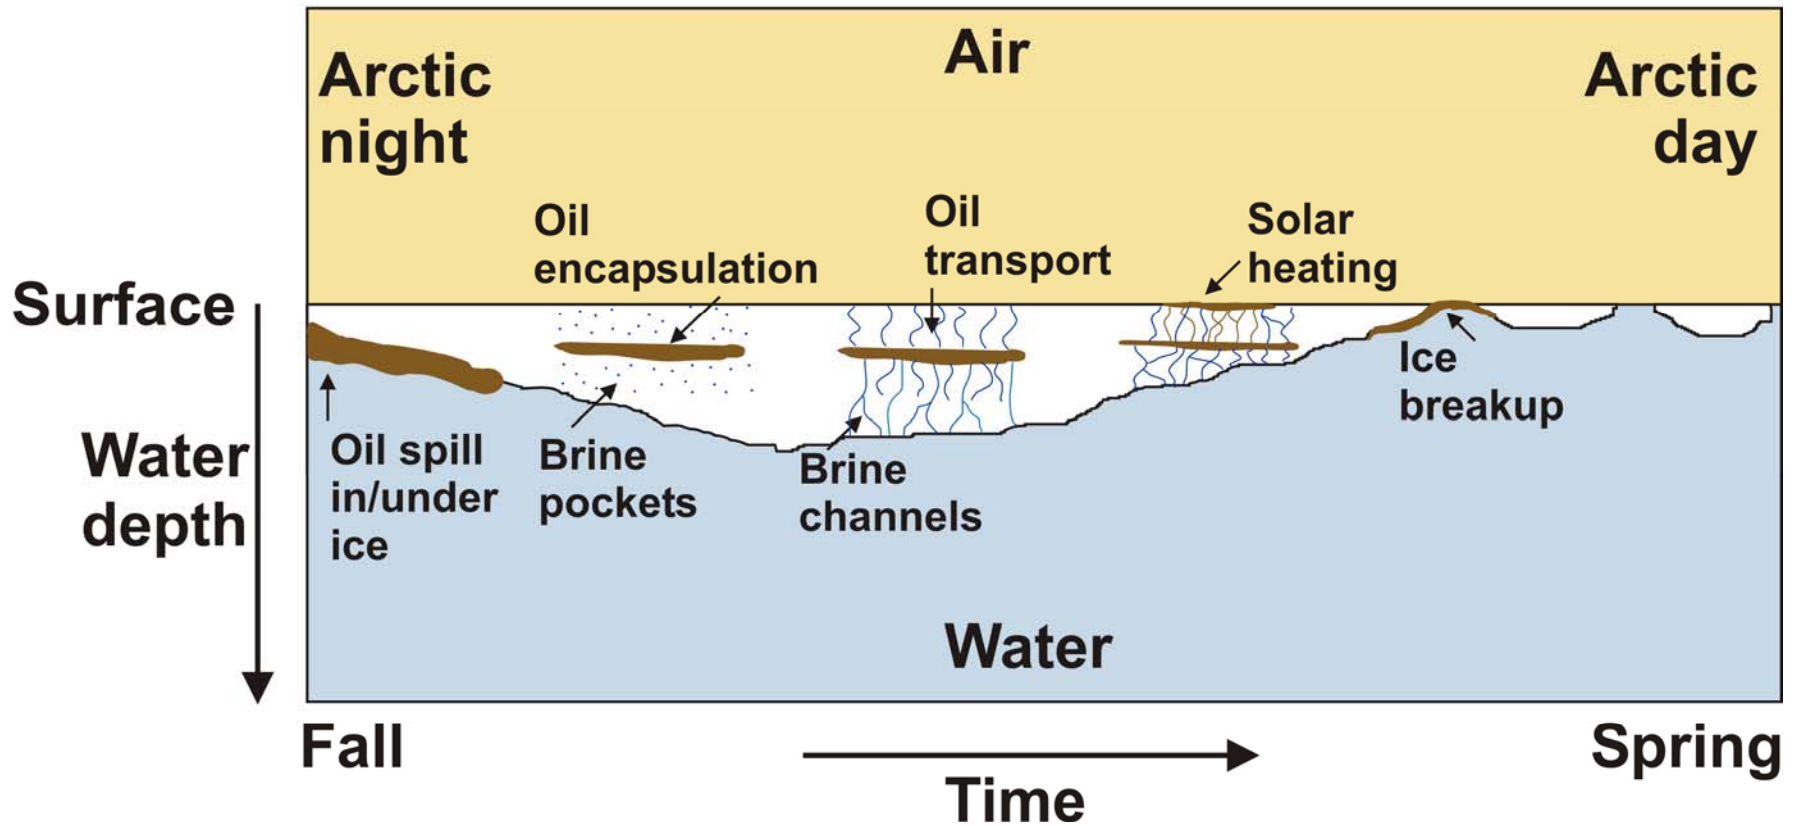 Air
Arctic
night
Arctic
day
Oil
encapsulation
Oil
transport
Solar
heating
Surface
Water
depth
Oil spill
in/under
ice
Brine
pockets
Brine
channels
Ice
breakup
Water
Fall
Spring
Time